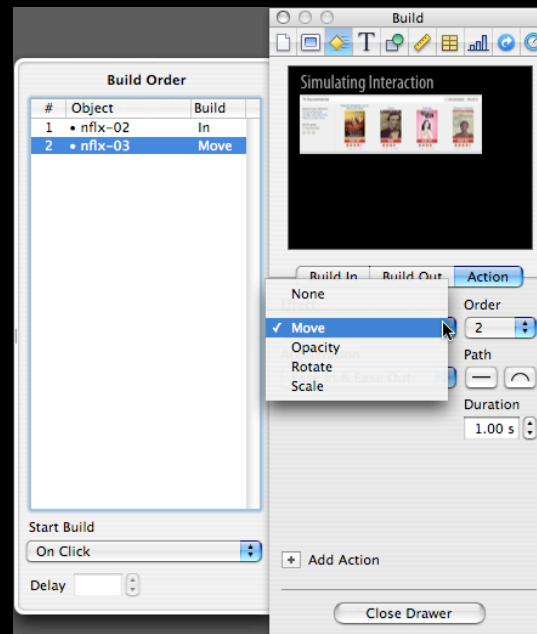 Build
Build Order
# Object Build
1 • nflx-02 In
2 • nflx-03 Move
Simulating Interaction
Build In Build Out Action
None
✓ Move
Opacity
Rotate
Scale
Order
2
Path
& Ease Out
Duration
1.00 s
Start Build
On Click
Delay
+ Add Action
Close Drawer